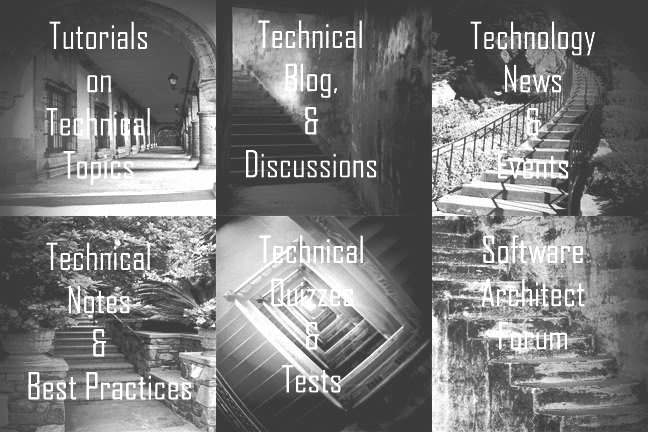 Tutorials
on
Technical
Topics
Technical
Blog,
&
Discussions
Technology
News
&
Events
Technical
Notes
&
Best Practices
Technical
Quizzes
&
Tests
Software
Architect
Forum